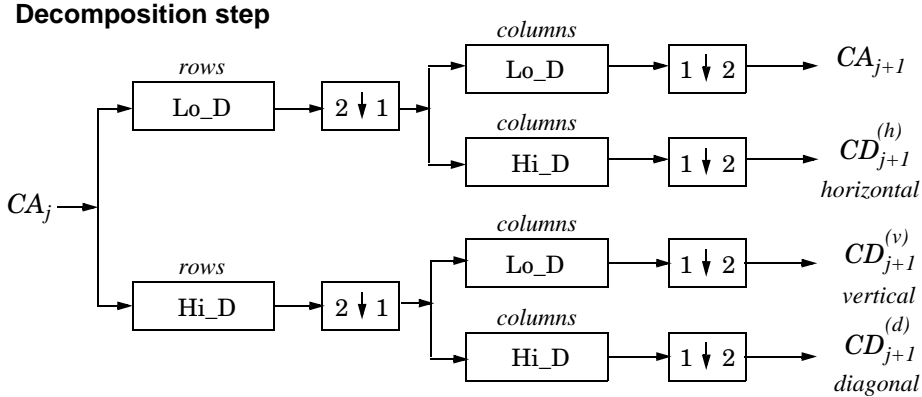 Decomposition step
columns
rows
Lo_D
1 ↓ 2
CA_{j+1}
Lo_D
2 ↓ 1
columns
Hi_D
1 ↓ 2
CD_{j+1}^{(h)}
horizontal
CA_j
columns
rows
Lo_D
1 ↓ 2
CD_{j+1}^{(v)}
vertical
Hi_D
2 ↓ 1
columns
Hi_D
1 ↓ 2
CD_{j+1}^{(d)}
diagonal